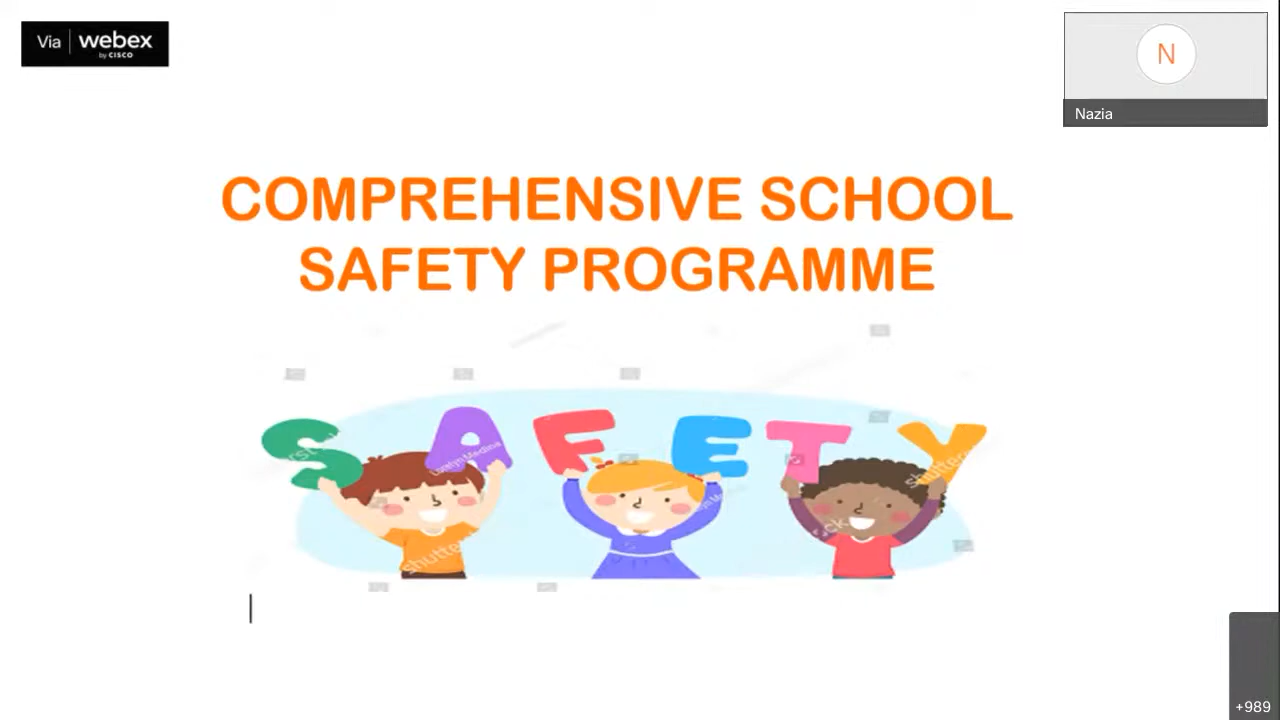 Via webex
by CISCO
N
Nazia
COMPREHENSIVE SCHOOL
SAFETY PROGRAMME
SAFETY
+989